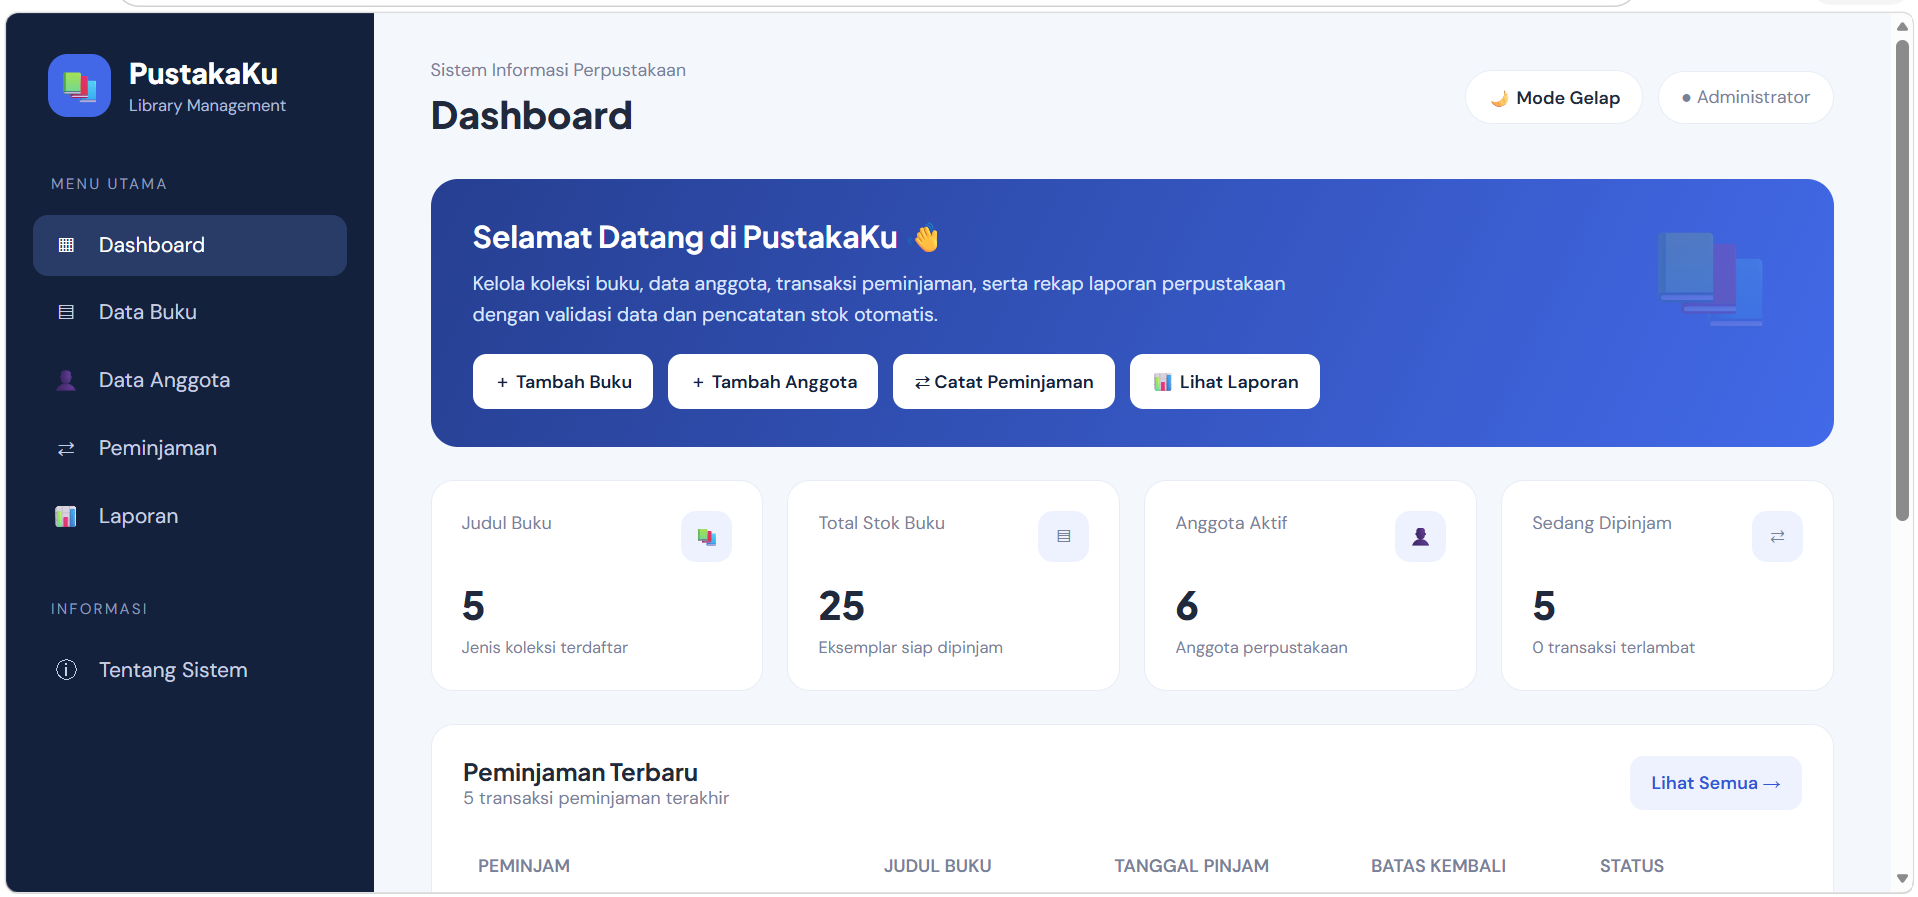 PustakaKu
Library Management
MENU UTAMA
Dashboard
Data Buku
Data Anggota
Peminjaman
Laporan
INFORMASI
Tentang Sistem
Sistem Informasi Perpustakaan
Dashboard
🌙 Mode Gelap
● Administrator
Selamat Datang di PustakaKu 👋
Kelola koleksi buku, data anggota, transaksi peminjaman, serta rekap laporan perpustakaan
dengan validasi data dan pencatatan stok otomatis.
+ Tambah Buku
+ Tambah Anggota
⇄ Catat Peminjaman
📊 Lihat Laporan
Judul Buku
5
Jenis koleksi terdaftar
Total Stok Buku
25
Eksemplar siap dipinjam
Anggota Aktif
6
Anggota perpustakaan
Sedang Dipinjam
5
0 transaksi terlambat
Peminjaman Terbaru
5 transaksi peminjaman terakhir
Lihat Semua →
PEMINJAM JUDUL BUKU TANGGAL PINJAM BATAS KEMBALI STATUS